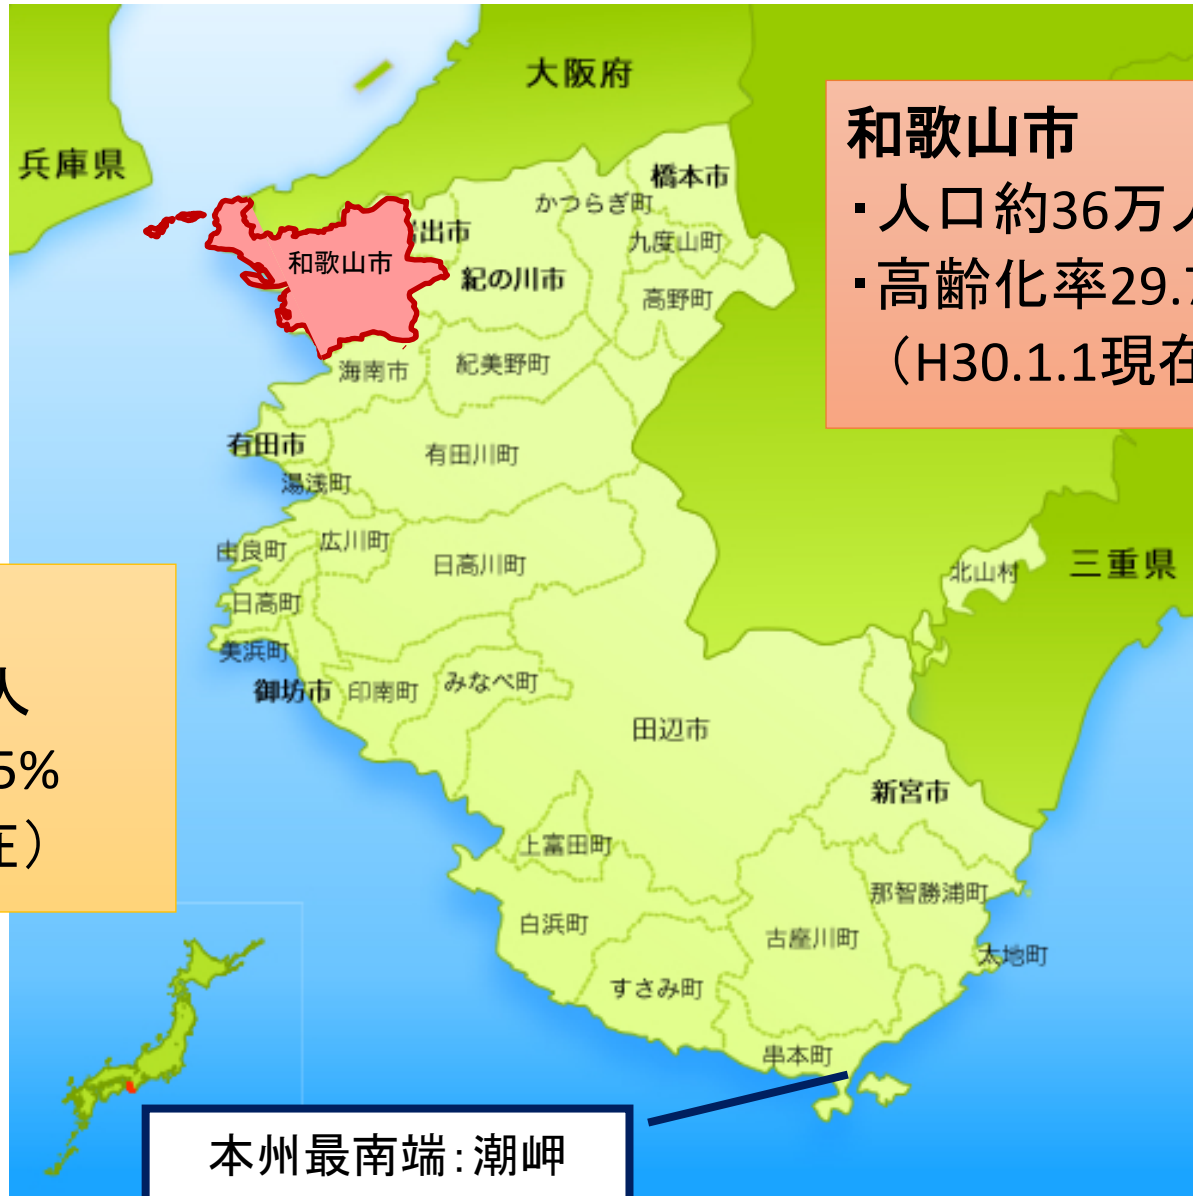 大阪府
兵庫県
和歌山市
・人口約36万人
・高齢化率29.7
(H30.1.1現在
橋本市
かつらぎ町
岩出市
九度山町
和歌山市
紀の川市
高野町
海南市
紀美野町
有田市
有田川町
湯浅町
広川町
由良町
日高川町
北山村
三重県
日高町
美浜町
御坊市
印南町
みなべ町
人
5%
在)
田辺市
新宮市
上富田町
那智勝浦町
白浜町
古座川町
太地町
すさみ町
串本町
本州最南端:潮岬